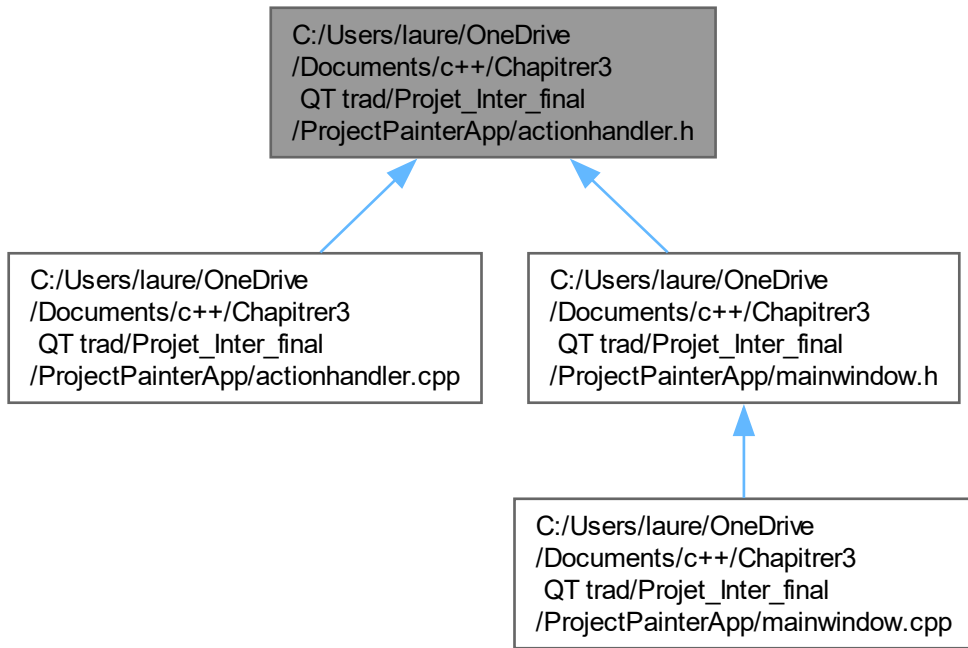 C:/Users/laure/OneDrive
/Documents/c++/Chapitrer3
QT trad/Projet_Inter_final
/ProjectPainterApp/actionhandler.h
C:/Users/laure/OneDrive
/Documents/c++/Chapitrer3
QT trad/Projet_Inter_final
/ProjectPainterApp/actionhandler.cpp
C:/Users/laure/OneDrive
/Documents/c++/Chapitrer3
QT trad/Projet_Inter_final
/ProjectPainterApp/mainwindow.h
C:/Users/laure/OneDrive
/Documents/c++/Chapitrer3
QT trad/Projet_Inter_final
/ProjectPainterApp/mainwindow.cpp